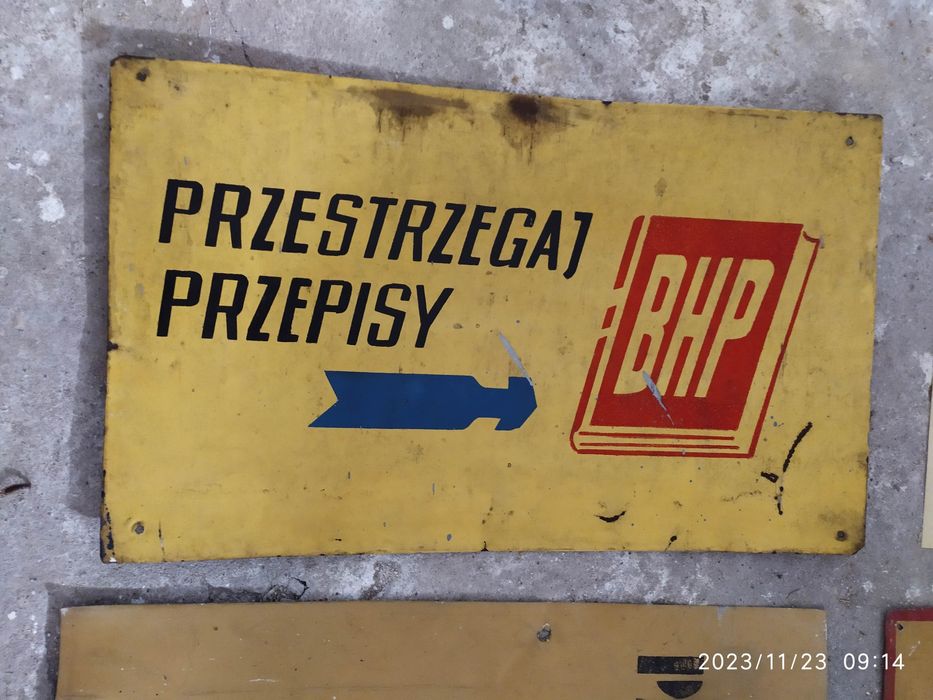 PRZESTRZEGAJ
PRZEPISY
BHP
2023/11/23 09:14